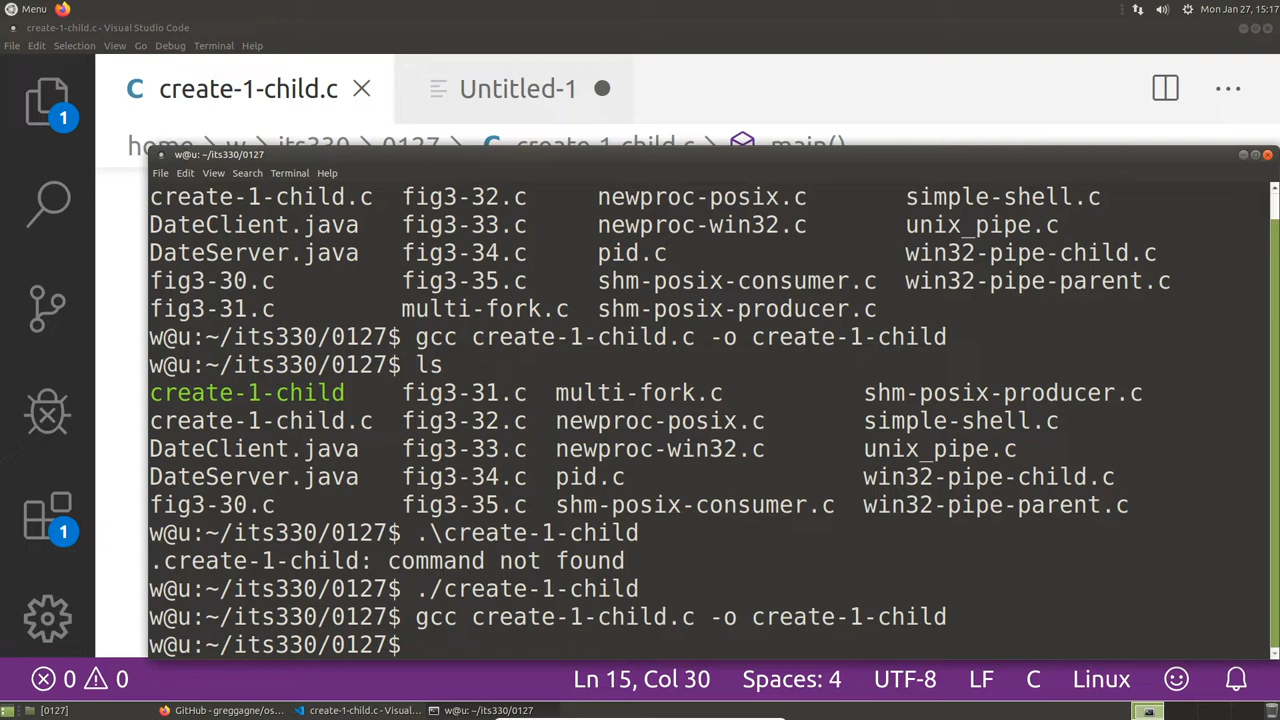 Menu
Mon Jan 27, 15:17
create-1-child.c - Visual Studio Code
File Edit Selection View Go Debug Terminal Help
C create-1-child.c Untitled-1 ...
home > w > its330 > 0127 > C create-1-child.c > main()
1
w@u: ~/its330/0127
File Edit View Search Terminal Help
create-1-child.c fig3-32.c newproc-posix.c simple-shell.c
DateClient.java fig3-33.c newproc-win32.c unix_pipe.c
DateServer.java fig3-34.c pid.c win32-pipe-child.c
fig3-30.c fig3-35.c shm-posix-consumer.c win32-pipe-parent.c
fig3-31.c multi-fork.c shm-posix-producer.c
w@u:~/its330/0127$ gcc create-1-child.c -o create-1-child
w@u:~/its330/0127$ ls
create-1-child fig3-31.c multi-fork.c shm-posix-producer.c
create-1-child.c fig3-32.c newproc-posix.c simple-shell.c
DateClient.java fig3-33.c newproc-win32.c unix_pipe.c
DateServer.java fig3-34.c pid.c win32-pipe-child.c
fig3-30.c fig3-35.c shm-posix-consumer.c win32-pipe-parent.c
w@u:~/its330/0127$ .\create-1-child
.create-1-child: command not found
w@u:~/its330/0127$ ./create-1-child
w@u:~/its330/0127$ gcc create-1-child.c -o create-1-child
w@u:~/its330/0127$
1
0 0 Ln 15, Col 30 Spaces: 4 UTF-8 LF C Linux
[0127] GitHub - greggagne/os... create-1-child.c - Visual... w@u: ~/its330/0127